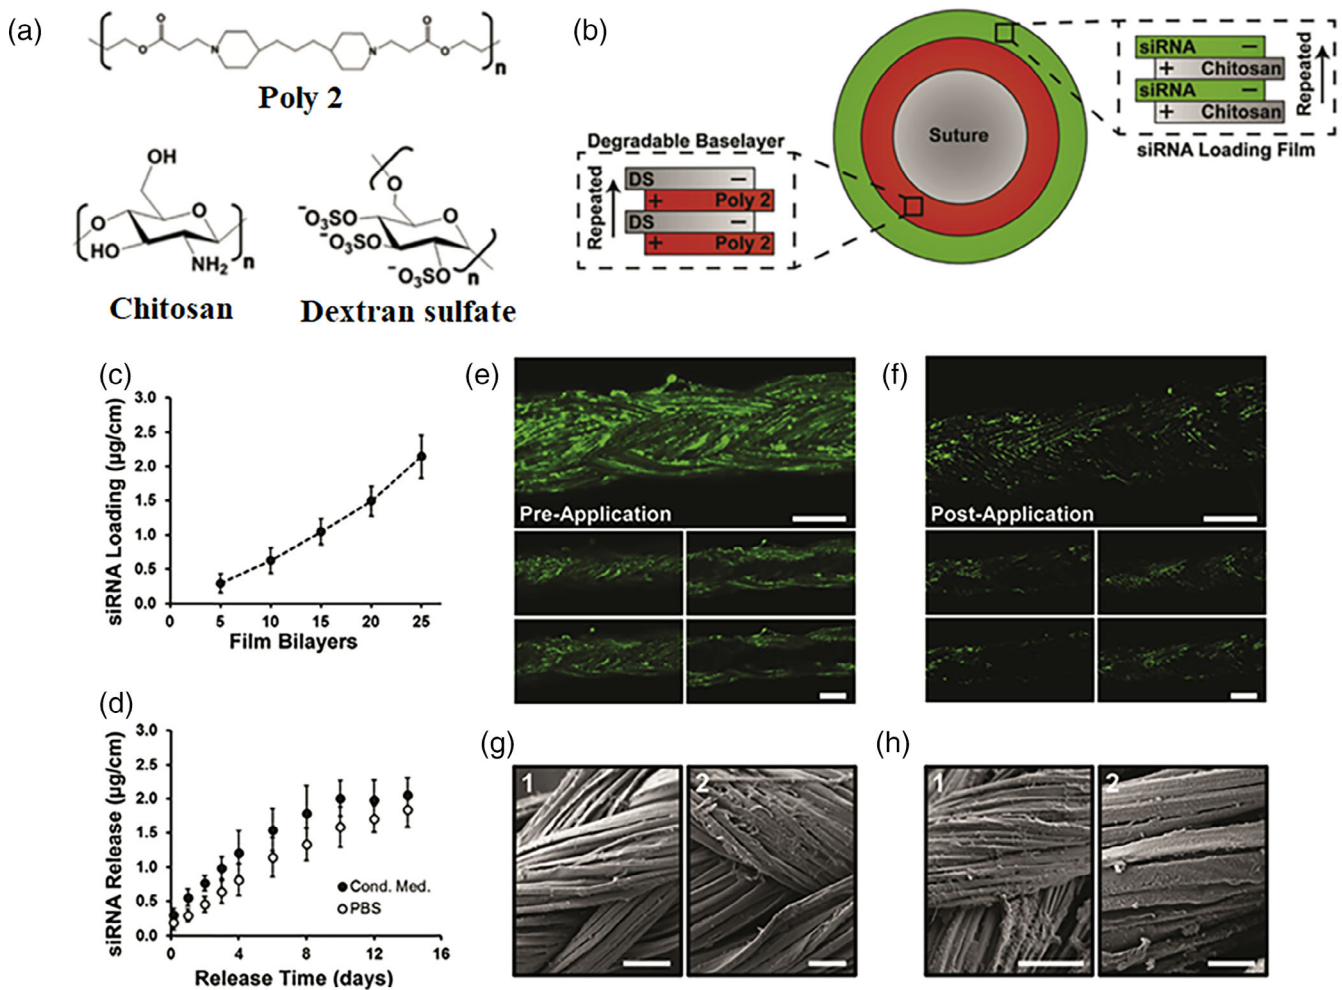 (a)
O
O
N
N
O
O
n
Poly 2
OH
O
O
HO
NH₂
n
Chitosan
O
⁻O₃SO
⁻O₃SO
O
⁻O₃SO
n
Dextran sulfate
(b)
Suture
Degradable Baselayer
Repeated
DS −
+ Poly 2
DS −
+ Poly 2
siRNA −
+ Chitosan
siRNA −
+ Chitosan
Repeated
siRNA Loading Film
(c)
siRNA Loading (µg/cm)
3.0
2.5
2.0
1.5
1.0
0.5
0.0
0 5 10 15 20 25
Film Bilayers
(d)
siRNA Release (µg/cm)
3.0
2.5
2.0
1.5
1.0
0.5
0.0
Cond. Med.
PBS
0 4 8 12 16
Release Time (days)
(e)
Pre-Application
(f)
Post-Application
(g)
1
2
(h)
1
2